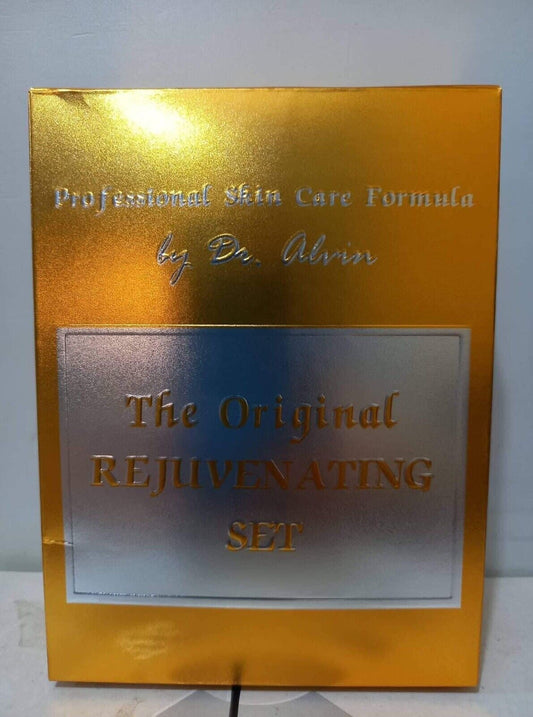 Professional Skin Care Formula
by Dr. Alvin
The Original
REJUVENATING
SET